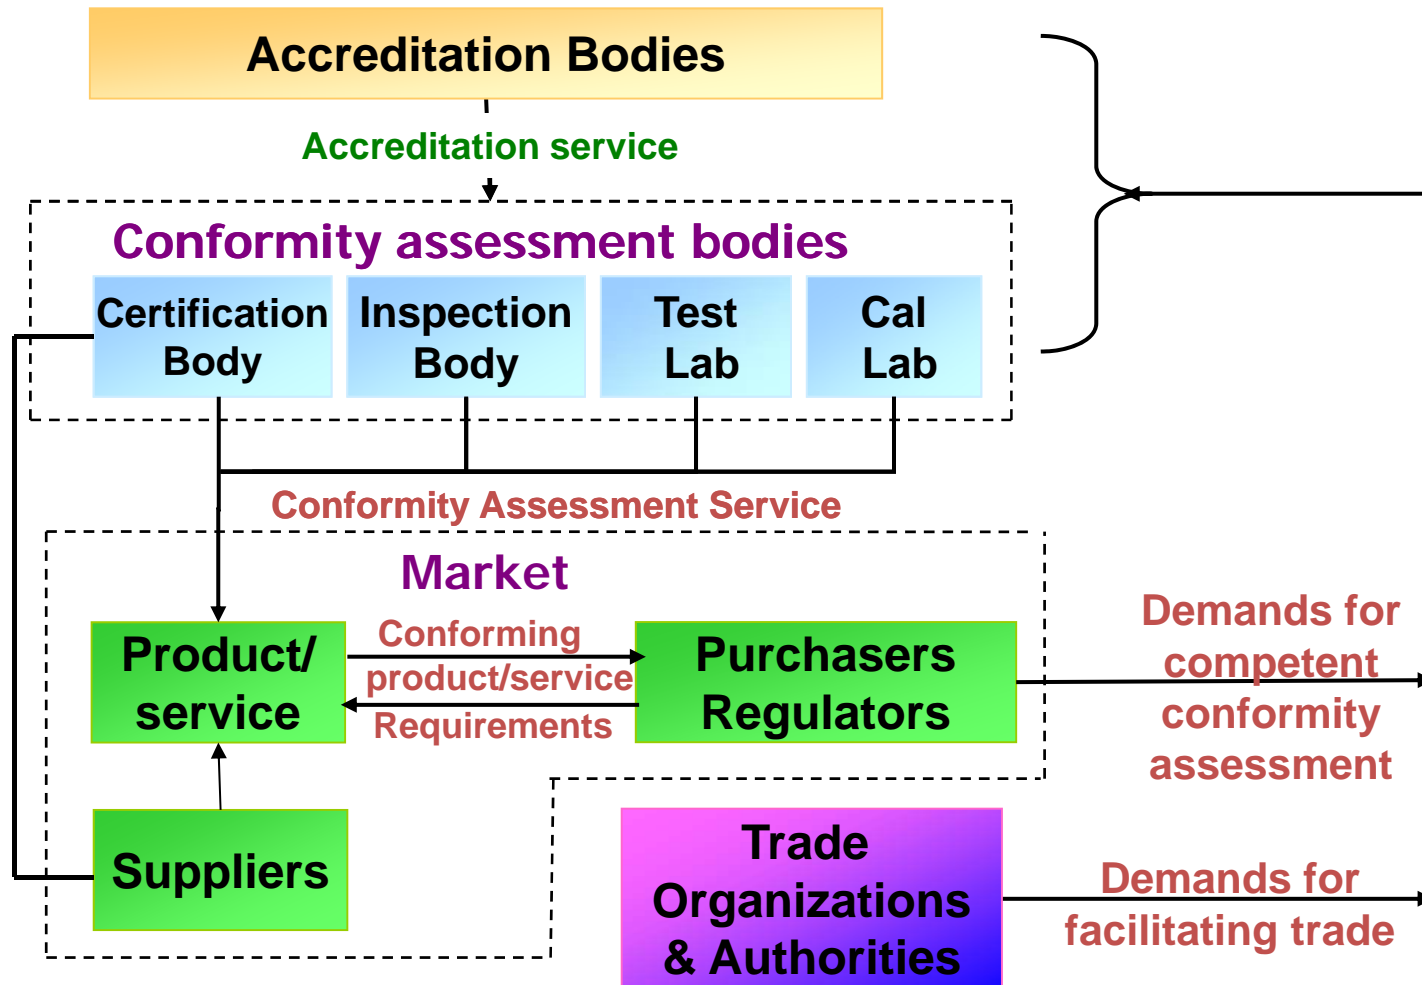 Accreditation Bodies
Accreditation service
Conformity assessment bodies
Certification
Body
Inspection
Body
Test
Lab
Cal
Lab
Conformity Assessment Service
Market
Product/
service
Conforming
product/service
Requirements
Purchasers
Regulators
Demands for
competent
conformity
assessment
Suppliers
Trade
Organizations
& Authorities
Demands for
facilitating trade